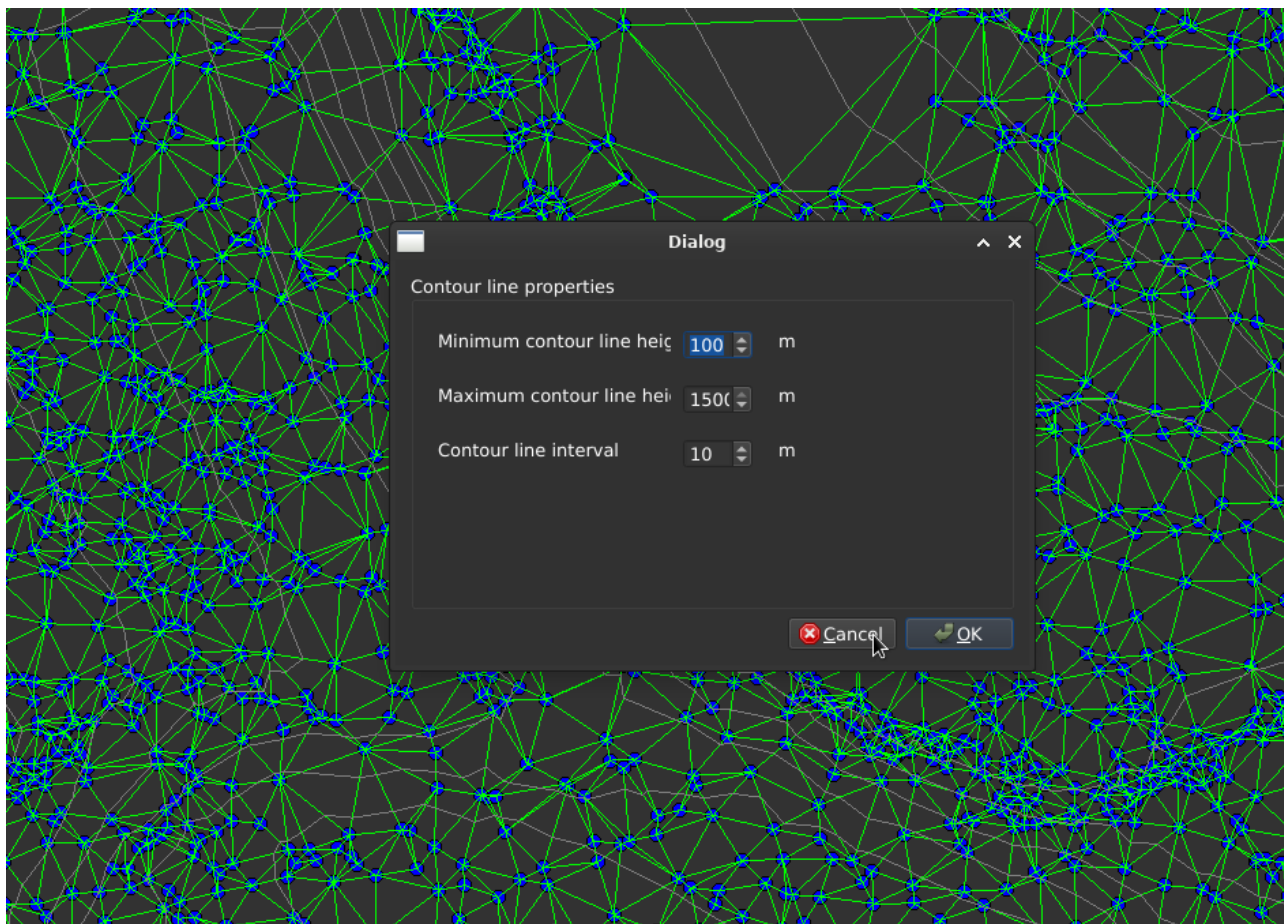 Dialog
Contour line properties
Minimum contour line heig 100 m
Maximum contour line hei 150 m
Contour line interval 10 m
Cancel OK